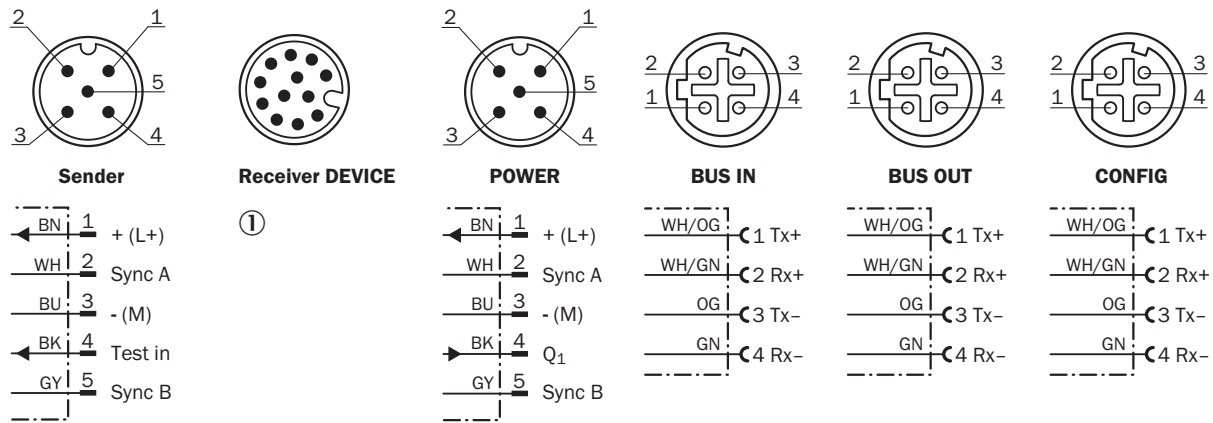 2 1
5
3 4
Sender
BN 1 + (L+)
WH 2 Sync A
BU 3 - (M)
BK 4 Test in
GY 5 Sync B
Receiver DEVICE
①
2 1
5
3 4
POWER
BN 1 + (L+)
WH 2 Sync A
BU 3 - (M)
BK 4 Q₁
GY 5 Sync B
2 3
1 4
BUS IN
WH/OG 1 Tx+
WH/GN 2 Rx+
OG 3 Tx–
GN 4 Rx–
2 3
1 4
BUS OUT
WH/OG 1 Tx+
WH/GN 2 Rx+
OG 3 Tx–
GN 4 Rx–
2 3
1 4
CONFIG
WH/OG 1 Tx+
WH/GN 2 Rx+
OG 3 Tx–
GN 4 Rx–